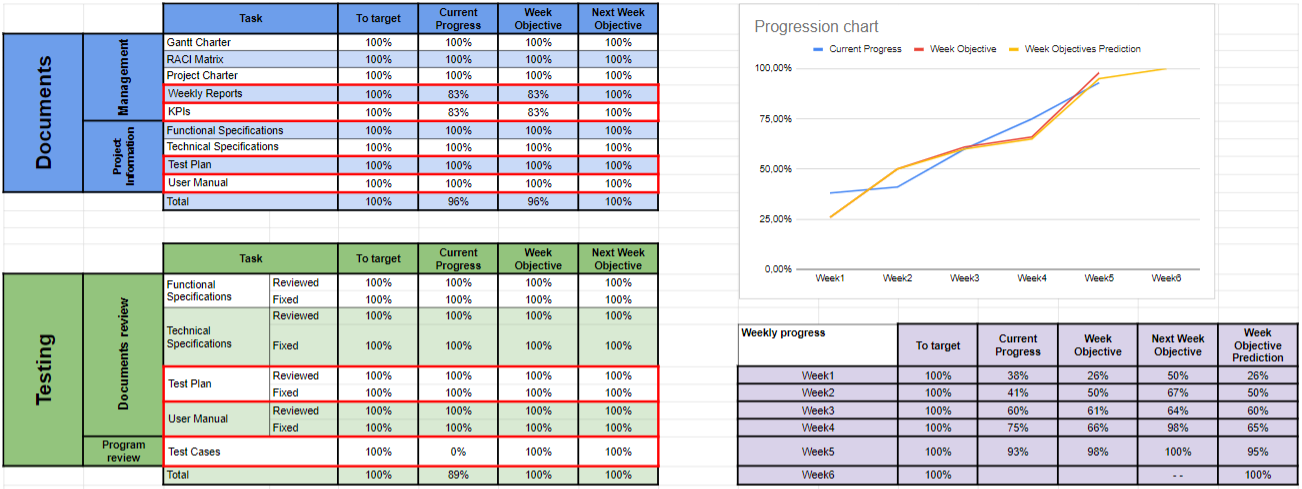 Task To target Current Progress Week Objective Next Week Objective
Documents
Management
Gantt Charter 100% 100% 100% 100%
RACI Matrix 100% 100% 100% 100%
Project Charter 100% 100% 100% 100%
Weekly Reports 100% 83% 83% 100%
KPIs 100% 83% 83% 100%
Project Information
Functional Specifications 100% 100% 100% 100%
Technical Specifications 100% 100% 100% 100%
Test Plan 100% 100% 100% 100%
User Manual 100% 100% 100% 100%
Total 100% 96% 96% 100%
Task To target Current Progress Week Objective Next Week Objective
Testing
Documents review
Functional Specifications
Reviewed 100% 100% 100% 100%
Fixed 100% 100% 100% 100%
Technical Specifications
Reviewed 100% 100% 100% 100%
Fixed 100% 100% 100% 100%
Test Plan
Reviewed 100% 100% 100% 100%
Fixed 100% 100% 100% 100%
User Manual
Reviewed 100% 100% 100% 100%
Fixed 100% 100% 100% 100%
Program review
Test Cases 100% 0% 100% 100%
Total 100% 89% 100% 100%
Progression chart
Current Progress Week Objective Week Objectives Prediction
100,00%
75,00%
50,00%
25,00%
0,00%
Week1 Week2 Week3 Week4 Week5 Week6
Weekly progress To target Current Progress Week Objective Next Week Objective Week Objective Prediction
Week1 100% 38% 26% 50% 26%
Week2 100% 41% 50% 67% 50%
Week3 100% 60% 61% 64% 60%
Week4 100% 75% 66% 98% 65%
Week5 100% 93% 98% 100% 95%
Week6 100% - - 100%